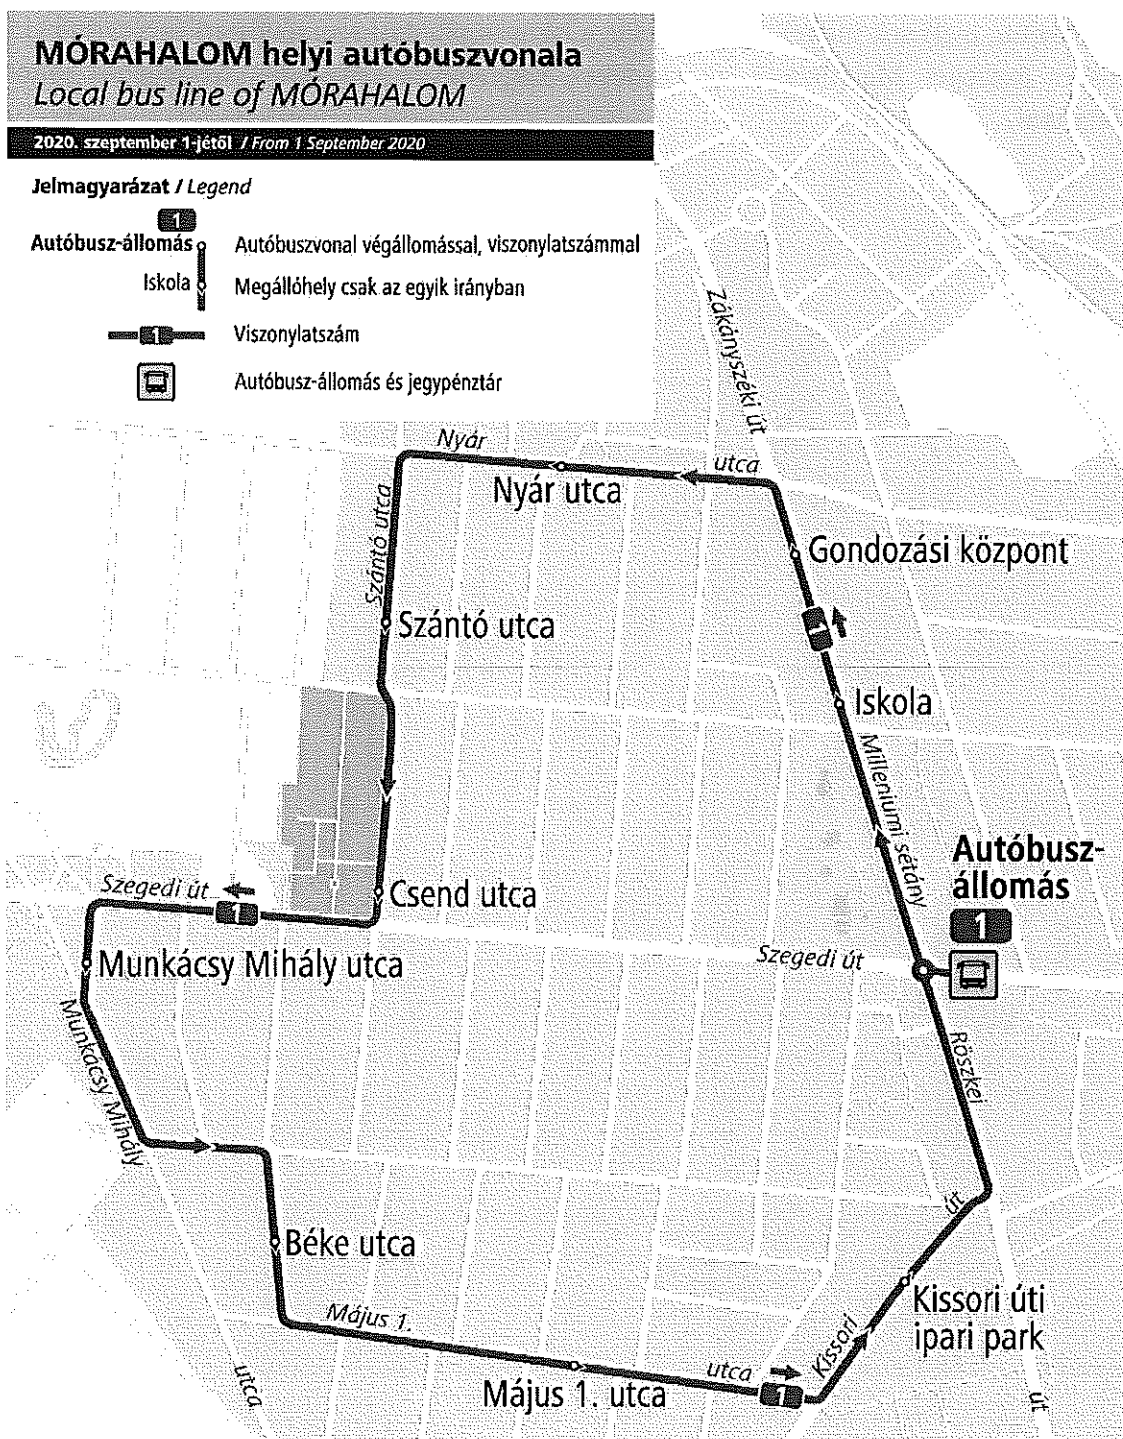 MÓRAHALOM helyi autóbuszvonala
Local bus line of MÓRAHALOM
2020. szeptember 1-jétől / From 1 September 2020
Jelmagyarázat / Legend
1
Autóbusz-állomás
Autóbuszvonal végállomással, viszonylatszámmal
Iskola
Megállóhely csak az egyik irányban
1
Viszonylatszám
Autóbusz-állomás és jegypénztár
Zákányszéki út
Nyár
utca
Nyár utca
Szántó utca
Gondozási központ
Szántó utca
1
Iskola
Milleniumi sétány
Autóbusz-
állomás
1
Szegedi út
1
Csend utca
Szegedi út
Munkácsy Mihály utca
Munkácsy Mihály
Röszkei
út
Béke utca
Kissori úti
ipari park
Május 1.
Kissori
utca
utca
1
Május 1. utca
út